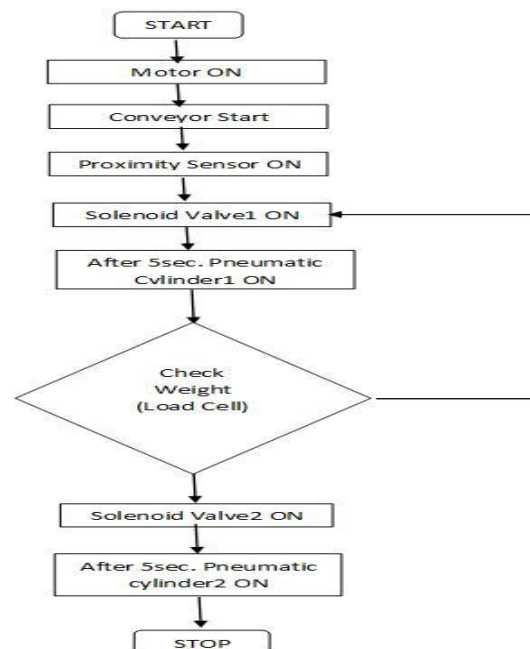 START
Motor ON
Conveyor Start
Proximity Sensor ON
Solenoid Valve1 ON
After 5sec. Pneumatic
Cylinder1 ON
Check
Weight
(Load Cell)
Solenoid Valve2 ON
After 5sec. Pneumatic
cylinder2 ON
STOP